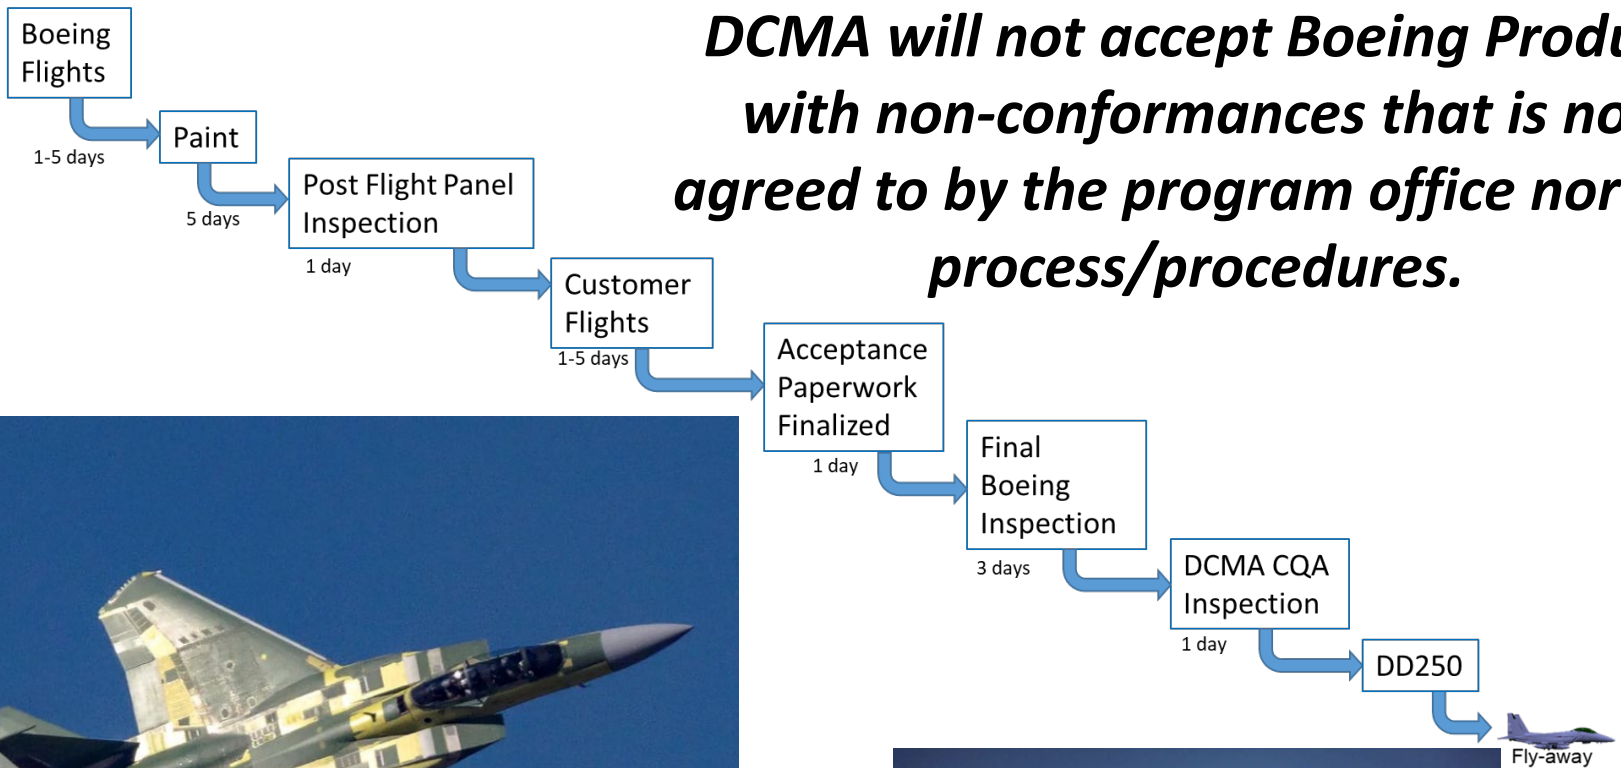 Boeing
Flights
1-5 days
Paint
5 days
Post Flight Panel
Inspection
1 day
Customer
Flights
1-5 days
Acceptance
Paperwork
Finalized
1 day
Final
Boeing
Inspection
3 days
DCMA CQA
Inspection
1 day
DD250
Fly-away
DCMA will not accept Boeing
with non-conformances that is
agreed to by the program office nor
process/procedures.